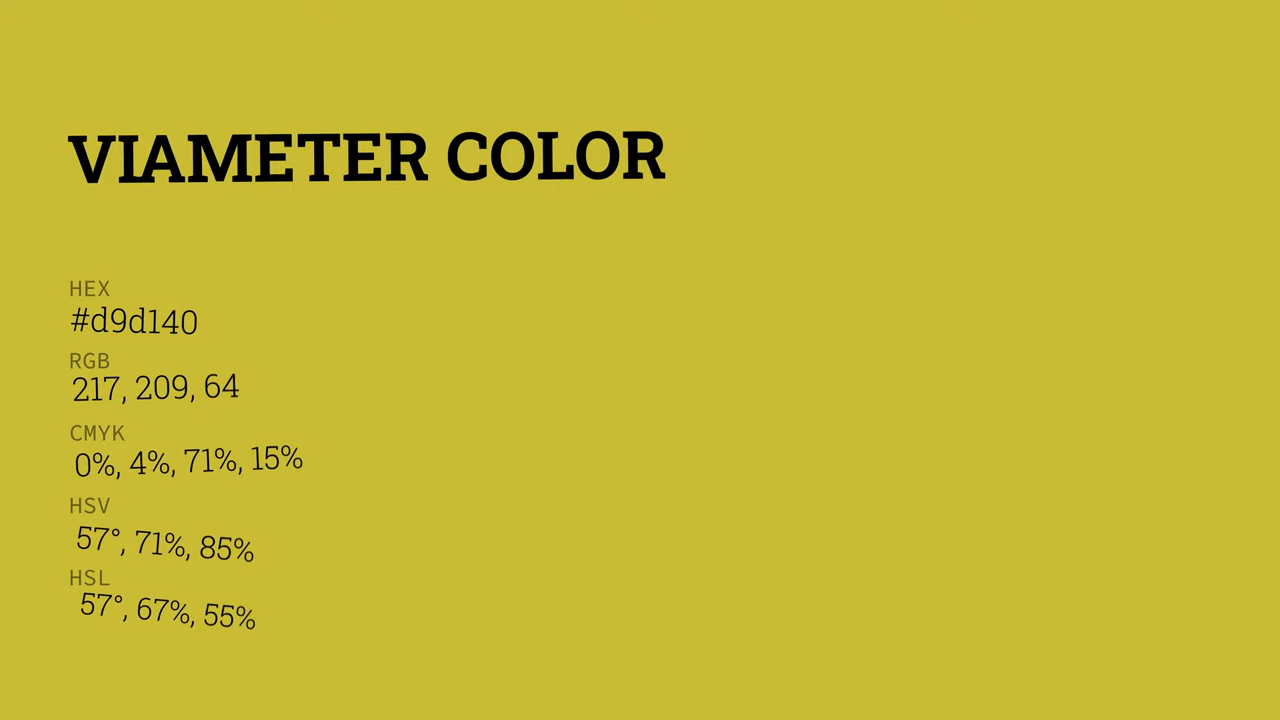 VIAMETER COLOR
HEX
#d9d140
RGB
217, 209, 64
CMYK
0%, 4%, 71%, 15%
HSV
57°, 71%, 85%
HSL
57°, 67%, 55%